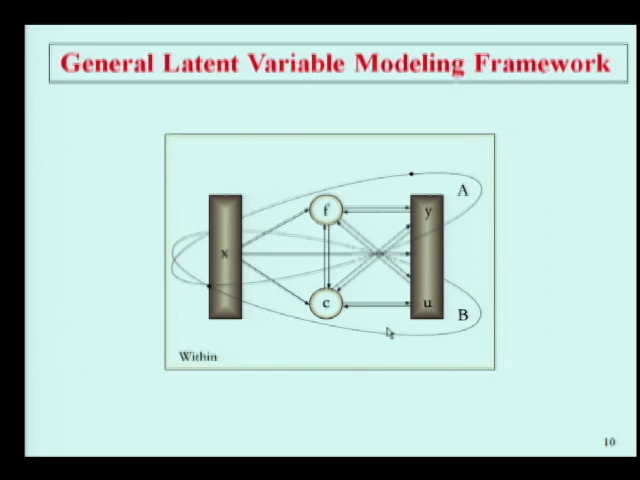 General Latent Variable Modeling Framework
A
f
y
x
c
u
B
Within
10